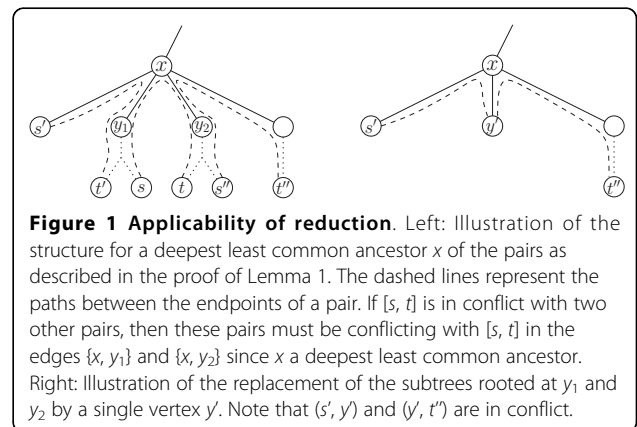 x x
s' y₁ y₂ s' y'
t' s t s'' t'' t''
Figure 1 Applicability of reduction. Left: Illustration of the
structure for a deepest least common ancestor x of the pairs as
described in the proof of Lemma 1. The dashed lines represent the
paths between the endpoints of a pair. If [s, t] is in conflict with two
other pairs, then these pairs must be conflicting with [s, t] in the
edges {x, y₁} and {x, y₂} since x a deepest least common ancestor.
Right: Illustration of the replacement of the subtrees rooted at y₁ and
y₂ by a single vertex y'. Note that (s', y') and (y', t'') are in conflict.